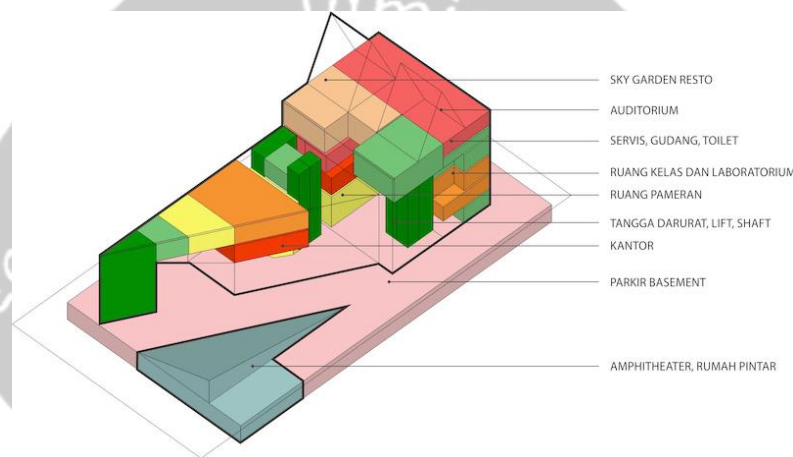 SKY GARDEN RESTO
AUDITORIUM
SERVIS, GUDANG, TOILET
RUANG KELAS DAN LABORATORIUM
RUANG PAMERAN
TANGGA DARURAT, LIFT, SHAFT
KANTOR
PARKIR BASEMENT
AMPHITHEATER, RUMAH PINTAR